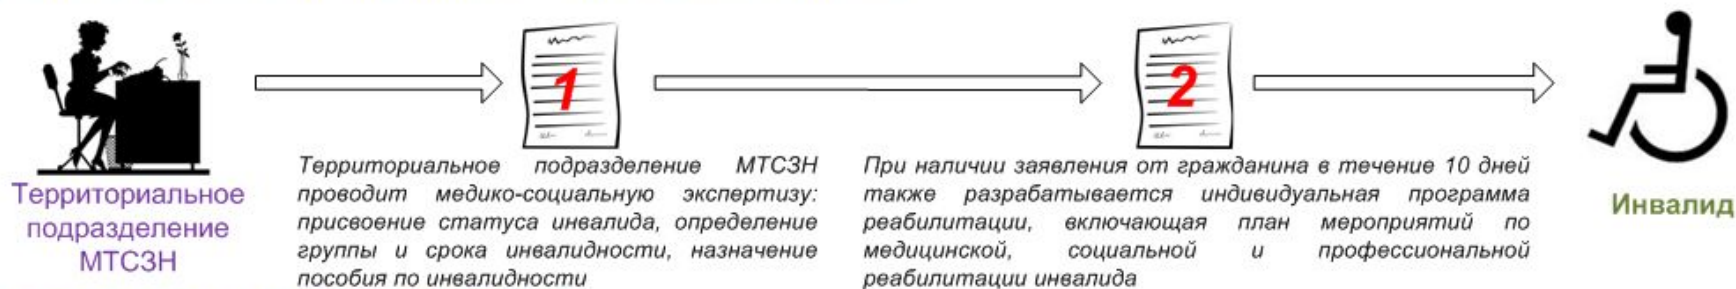 1
2
Территориальное
подразделение
МТСЗН
Территориальное подразделение МТСЗН
проводит медико-социальную экспертизу:
присвоение статуса инвалида, определение
группы и срока инвалидности, назначение
пособия по инвалидности
При наличии заявления от гражданина в течение 10 дней
также разрабатывается индивидуальная программа
реабилитации, включающая план мероприятий по
медицинской, социальной и профессиональной
реабилитации инвалида
Инвалид